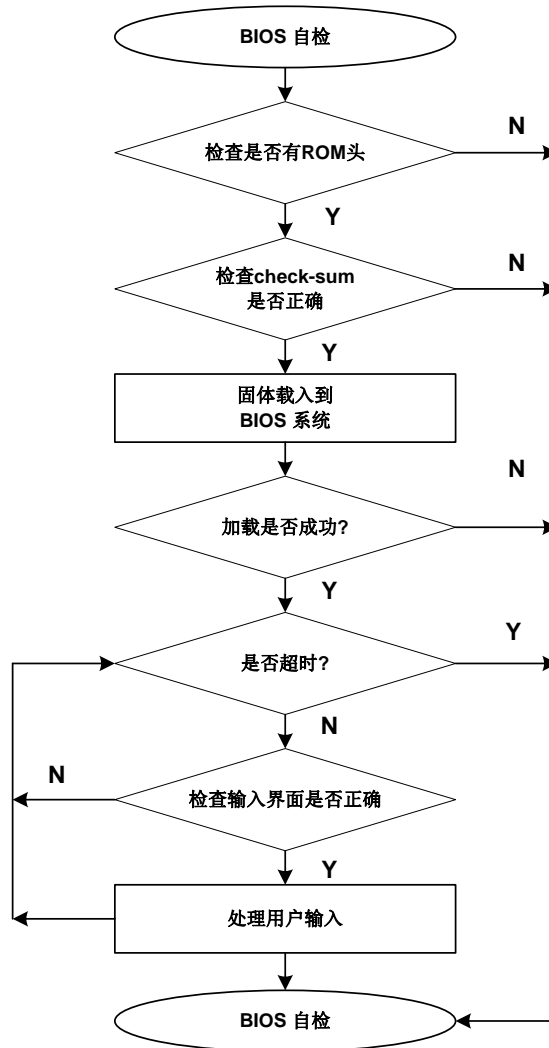 BIOS 自检
N
检查是否有ROM头
Y
N
检查check-sum
是否正确
Y
固体载入到
BIOS 系统
N
加载是否成功?
Y
Y
是否超时?
N
N
检查输入界面是否正确
Y
处理用户输入
BIOS 自检